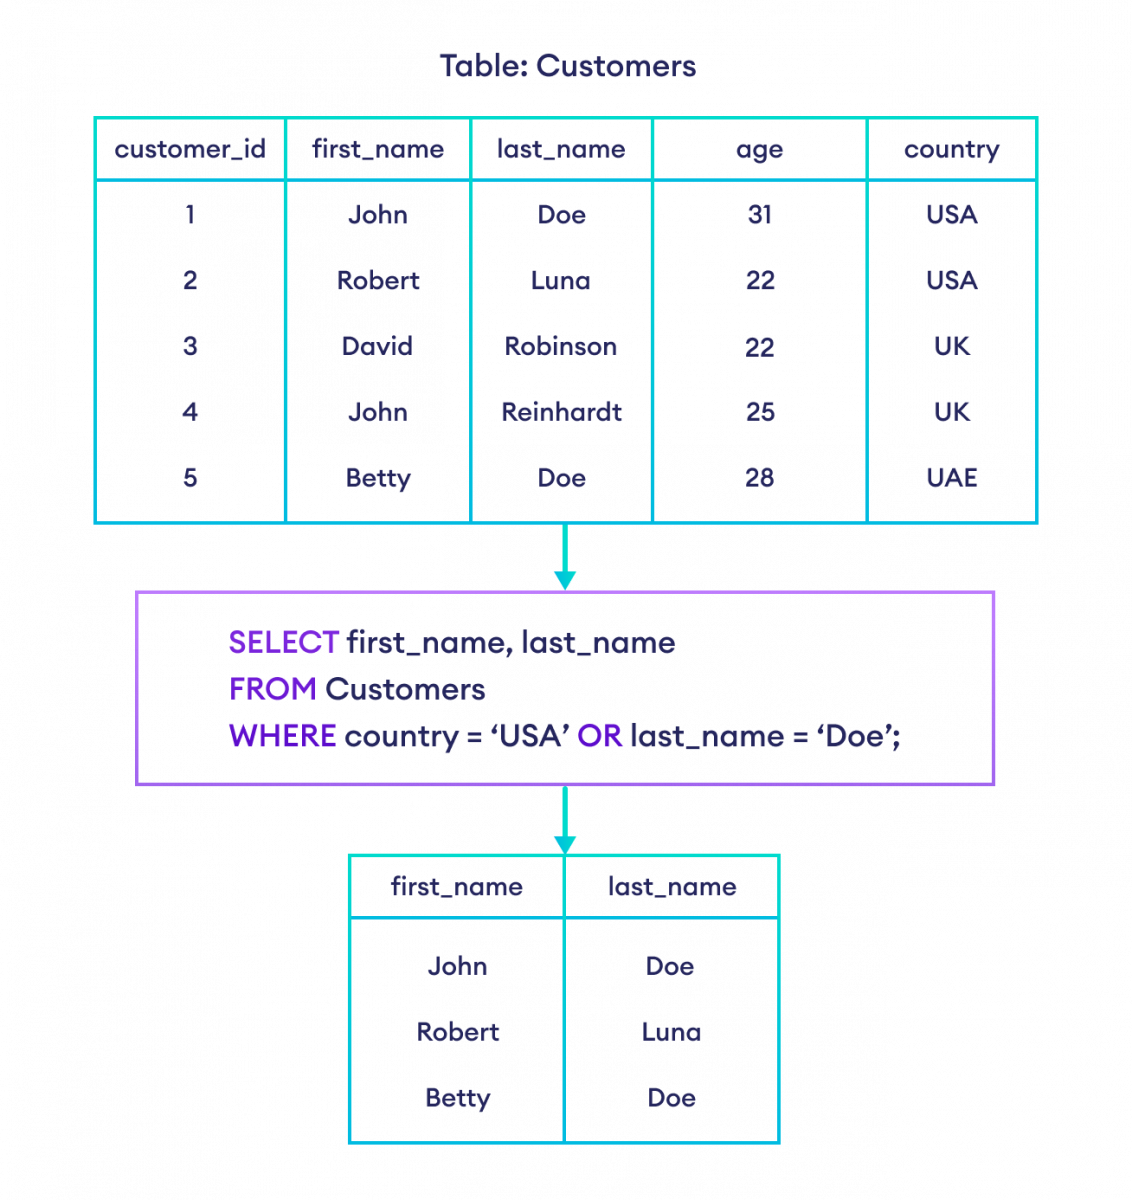 Table: Customers
customer_id first_name last_name age country
1 John Doe 31 USA
2 Robert Luna 22 USA
3 David Robinson 22 UK
4 John Reinhardt 25 UK
5 Betty Doe 28 UAE
SELECT first_name, last_name
FROM Customers
WHERE country = ‘USA’ OR last_name = ‘Doe’;
first_name last_name
John Doe
Robert Luna
Betty Doe